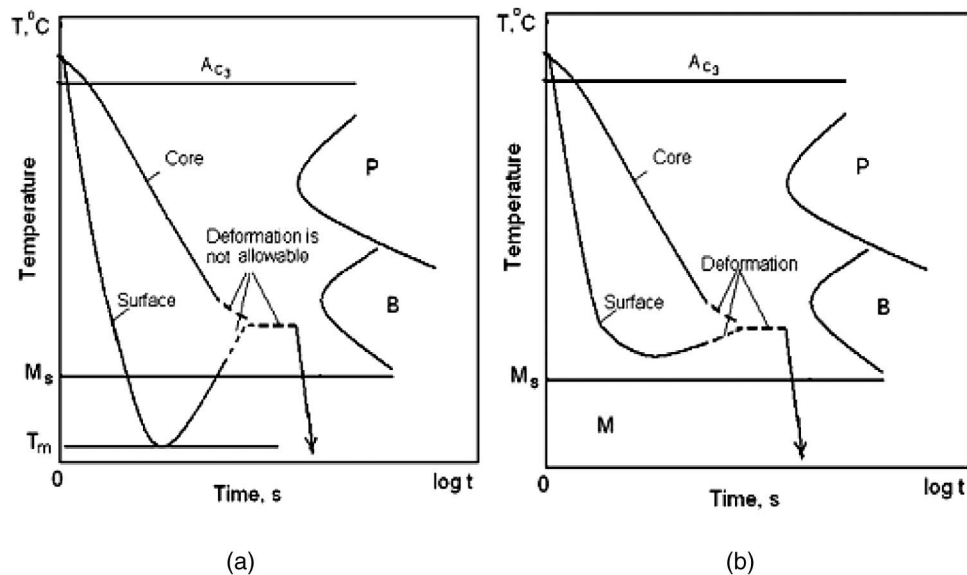 T,°C
Ac3
Core
P
Deformation is
not allowable
Surface
B
Ms
Tm
0
Time, s
log t
Temperature
(a)
T,°C
Ac3
Core
P
Deformation
Surface
B
Ms
M
0
Time, s
log t
Temperature
(b)